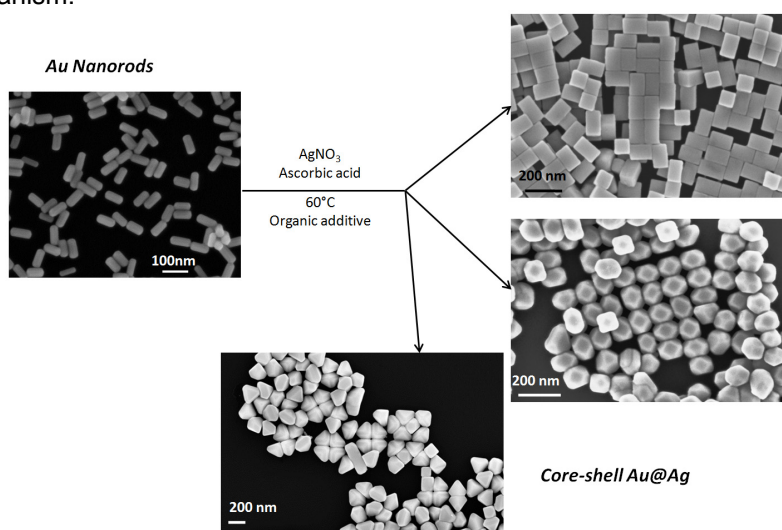 Au Nanorods
100nm
AgNO₃
Ascorbic acid
60°C
Organic additive
200 nm
200 nm
200 nm
Core-shell Au@Ag